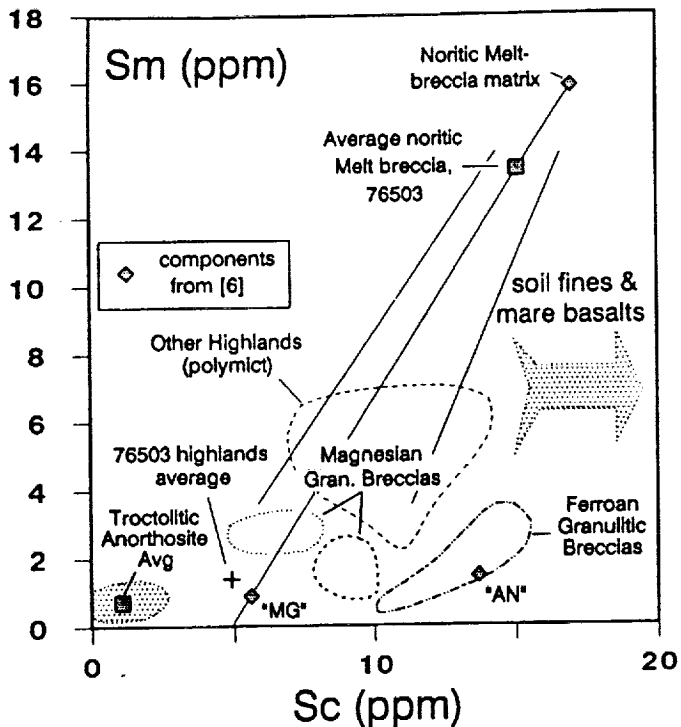 18
16
14
12
10
8
6
4
2
0
Sm (ppm)
Noritic Melt-
breccia matrix
Average noritic
Melt breccia,
76503
components
from [6]
soil fines &
mare basalts
Other Highlands
(polymict)
76503 highlands
average
Magnesian
Gran. Breccias
Troctolitic
Anorthosite
Avg
Ferroan
Granulitic
Breccias
"MG"
"AN"
0
10
20
Sc (ppm)